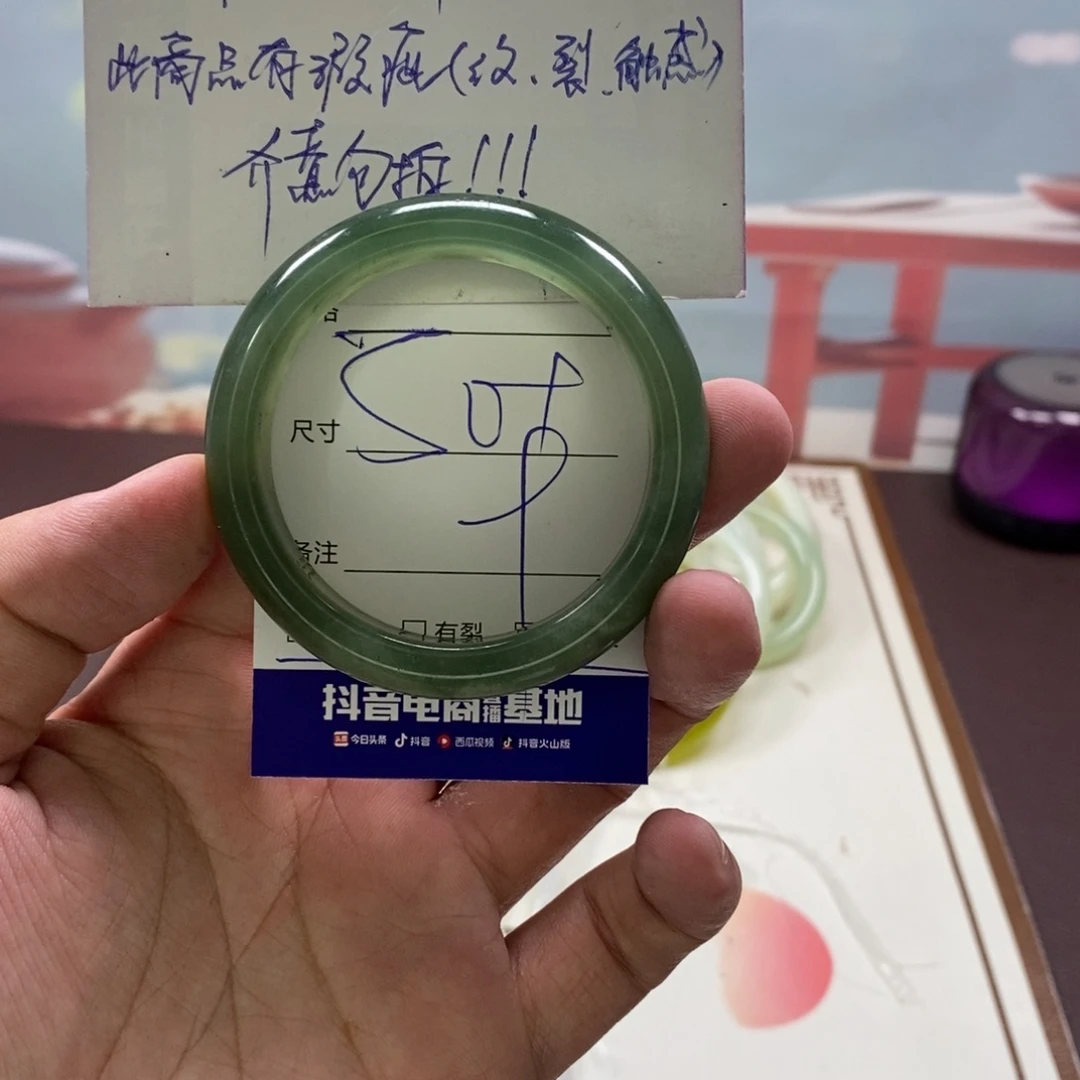 此商品有瑕疵(纹、裂、触感)
介意勿拆!!!
尺寸
备注
有裂
抖音电商直播基地
今日头条 抖音 西瓜视频 抖音火山版